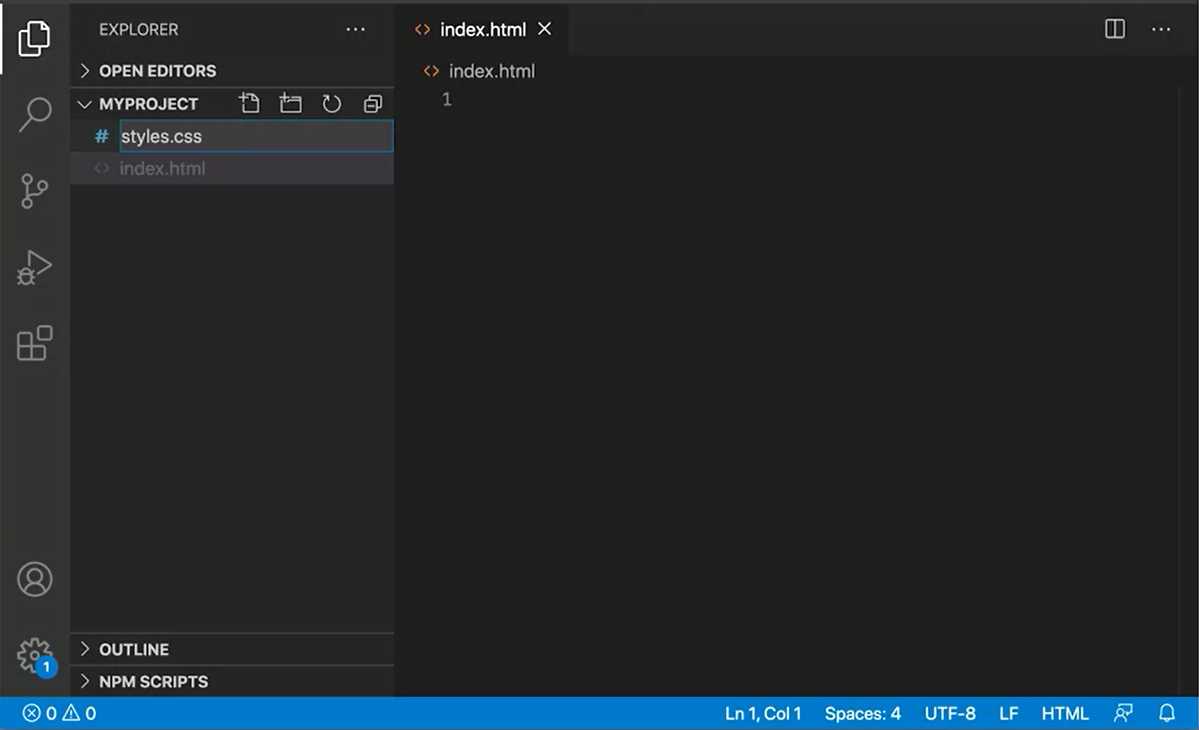 EXPLORER
index.html
OPEN EDITORS
index.html
MYPROJECT
1
styles.css
index.html
OUTLINE
NPM SCRIPTS
1
0 0
Ln 1, Col 1 Spaces: 4 UTF-8 LF HTML